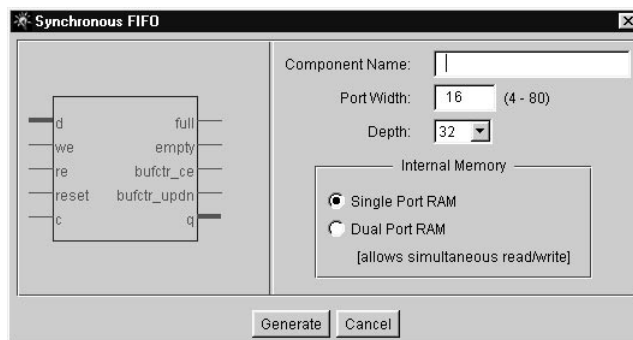 Synchronous FIFO
d full
we empty
re bufctr_ce
reset bufctr_updn
c q
Component Name:
Port Width: 16 (4 - 80)
Depth: 32
Internal Memory
Single Port RAM
Dual Port RAM
[allows simultaneous read/write]
Generate Cancel